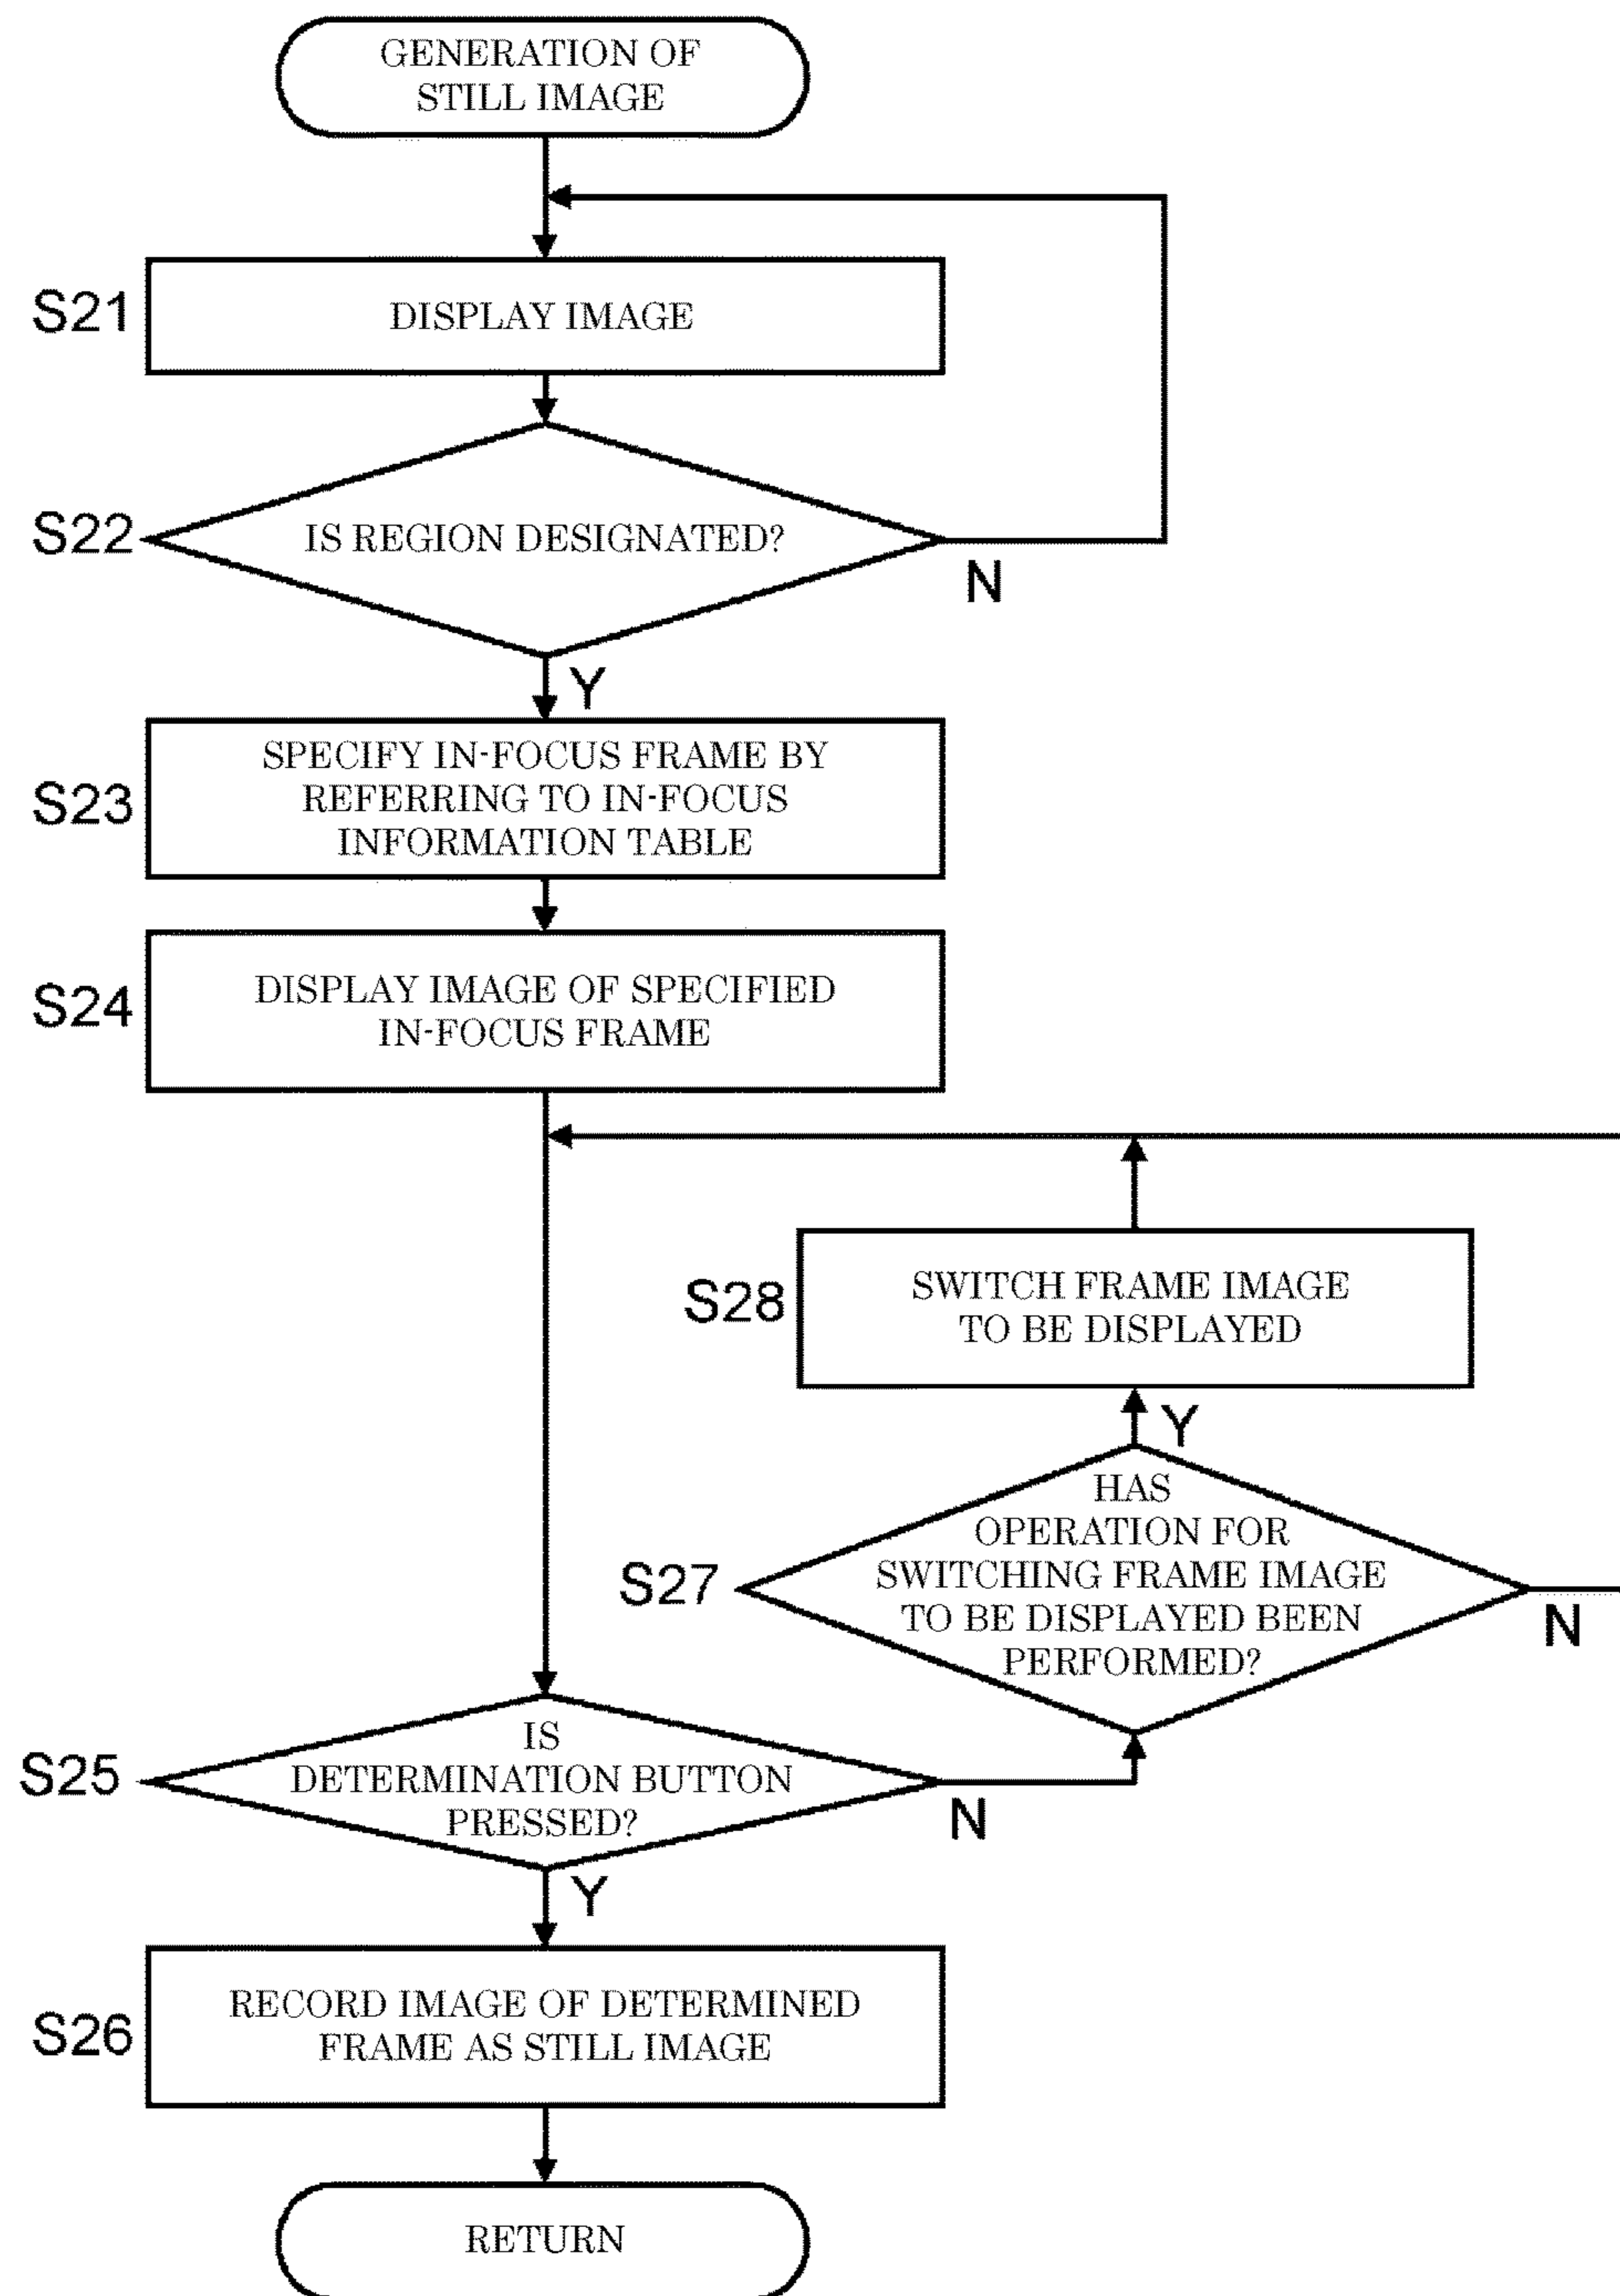 GENERATION OF
STILL IMAGE
S21
DISPLAY IMAGE
S22
IS REGION DESIGNATED?
N
Y
S23
SPECIFY IN-FOCUS FRAME BY
REFERRING TO IN-FOCUS
INFORMATION TABLE
S24
DISPLAY IMAGE OF SPECIFIED
IN-FOCUS FRAME
S28
SWITCH FRAME IMAGE
TO BE DISPLAYED
Y
S27
HAS
OPERATION FOR
SWITCHING FRAME IMAGE
TO BE DISPLAYED BEEN
PERFORMED?
N
S25
IS
DETERMINATION BUTTON
PRESSED?
N
Y
S26
RECORD IMAGE OF DETERMINED
FRAME AS STILL IMAGE
RETURN